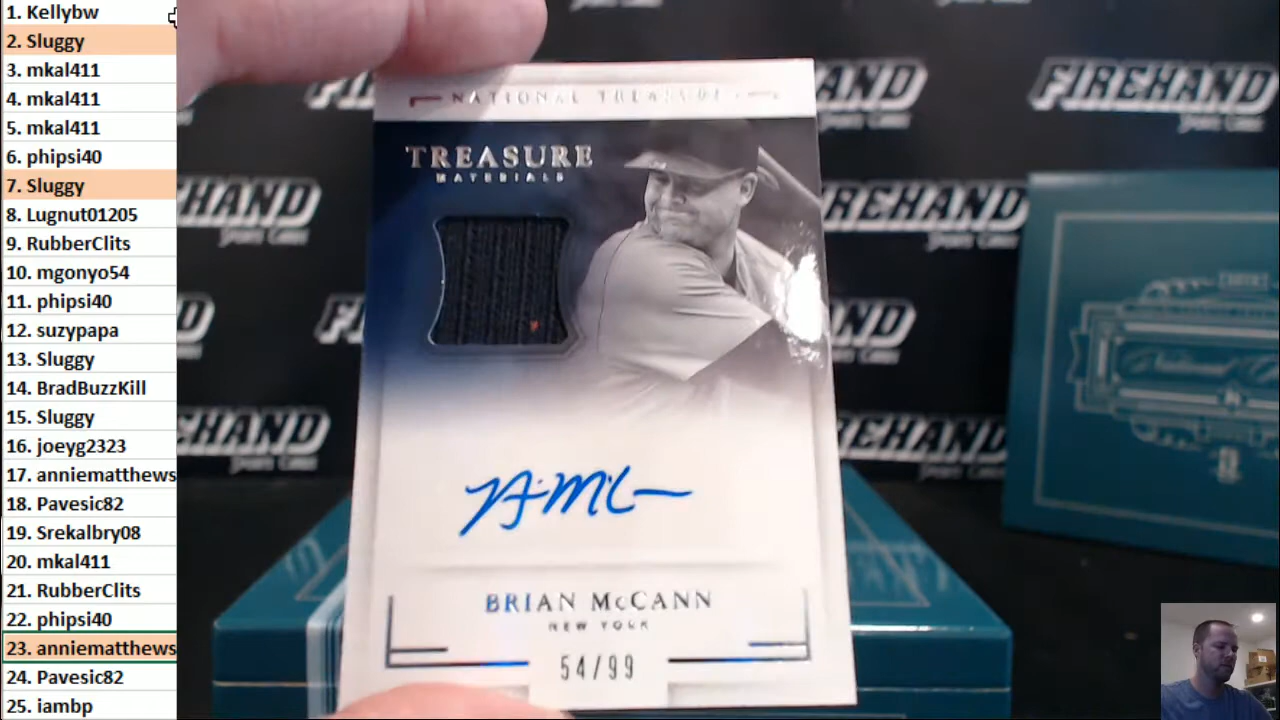 1. Kellybw
2. Sluggy
3. mkal411
4. mkal411
5. mkal411
6. phipsi40
7. Sluggy
8. Lugnut01205
9. RubberClits
10. mgonyo54
11. phipsi40
12. suzypapa
13. Sluggy
14. BradBuzzKill
15. Sluggy
16. joeyg2323
17. anniematthews
18. Pavesic82
19. Srekalbry08
20. mkal411
21. RubberClits
22. phipsi40
23. anniematthews
24. Pavesic82
25. iambp
NATIONAL TREASURES
TREASURE
MATERIALS
BRIAN McCANN
NEW YORK
54/99
FIREHAND